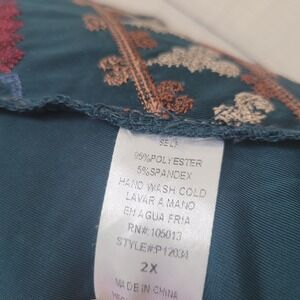 SELF
95%POLYESTER
5%SPANDEX
HAND WASH COLD
LAVAR A MANO
EN AGUA FRIA
RN#:105013
STYLE#:P12034
2X
MADE IN CHINA